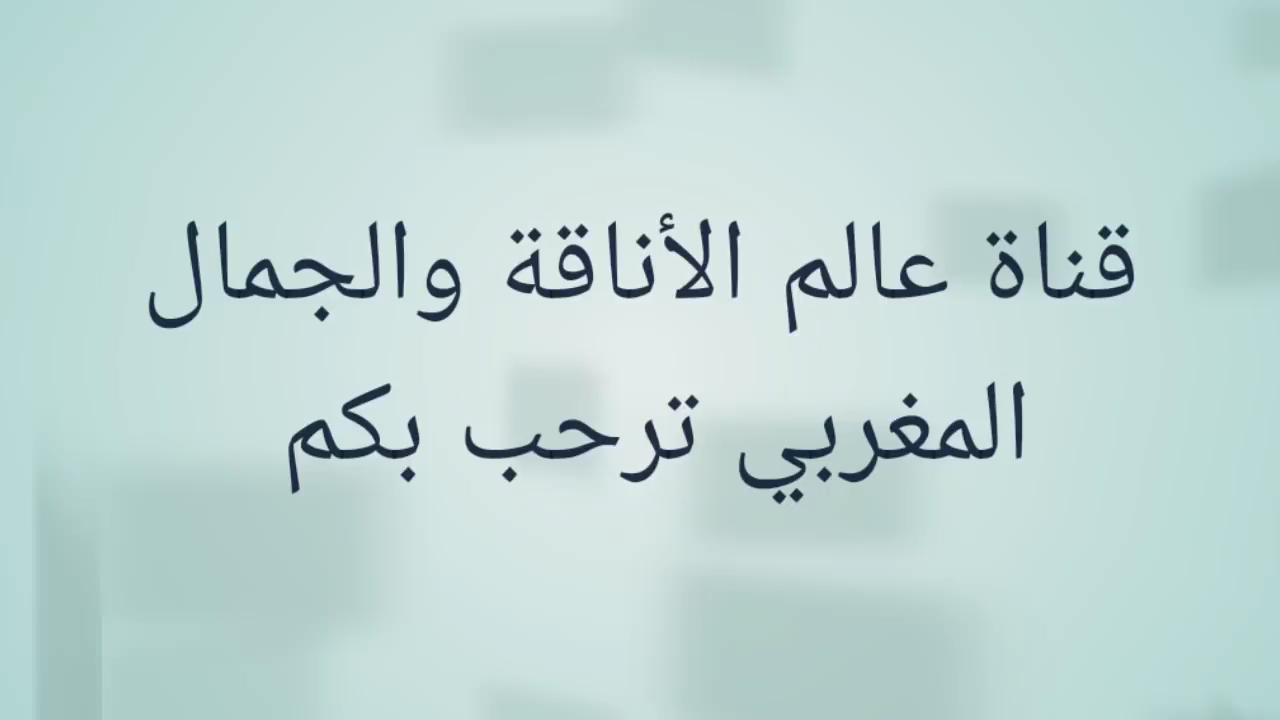 قناة عالم الأناقة والجمال
المغربي ترحب بكم